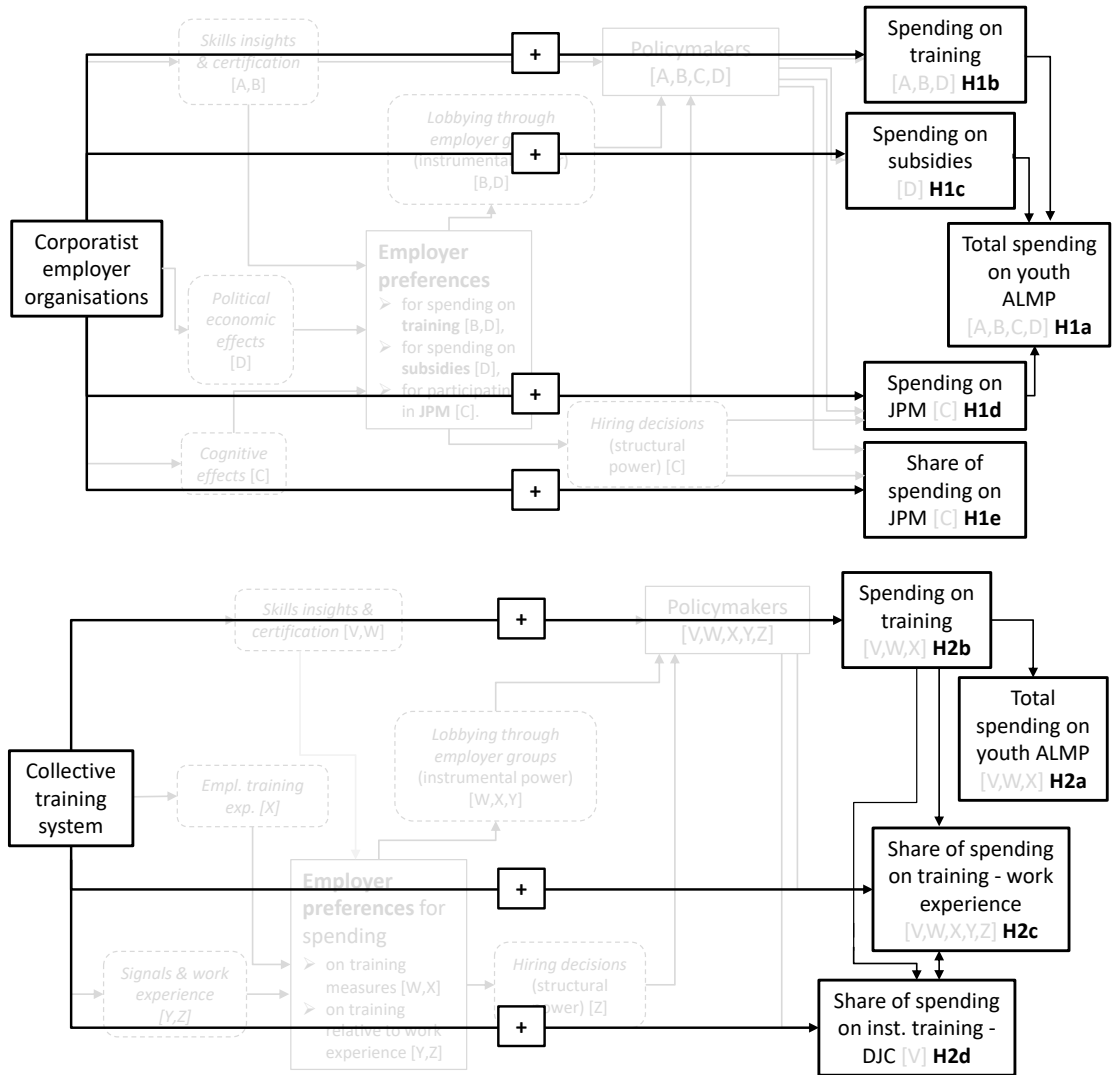 Skills insights
& certification
[A,B]
+
Policymakers
[A,B,C,D]
Spending on
training
[A,B,D] H1b
Lobbying through
employer
(instrumental
[B,D]
+
Spending on
subsidies
[D] H1c
Corporatist
employer
organisations
Political
economic
effects
[D]
Employer
preferences
➢ for spending on
training [B,D],
➢ for spending on
subsidies [D],
➢ for participating
in JPM [C].
Total spending
on youth
ALMP
[A,B,C,D] H1a
+
Spending on
JPM [C] H1d
Hiring decisions
(structural
power) [C]
Cognitive
effects [C]
+
Share of
spending on
JPM [C] H1e
Skills insights &
certification [V,W]
+
Policymakers
[V,W,X,Y,Z]
Spending on
training
[V,W,X] H2b
Total
spending on
youth ALMP
[V,W,X] H2a
Lobbying through
employer groups
(instrumental power)
[W,X,Y]
Collective
training
system
Empl. training
exp. [X]
Employer
preferences for
spending
➢ on training
measures [W,X]
➢ on training
relative to work
experience [Y,Z]
+
Share of spending
on training - work
experience
[V,W,X,Y,Z] H2c
Signals & work
experience
[Y,Z]
Hiring decisions
(structural
[Z]
+
Share of spending
on inst. training -
DJC [V] H2d